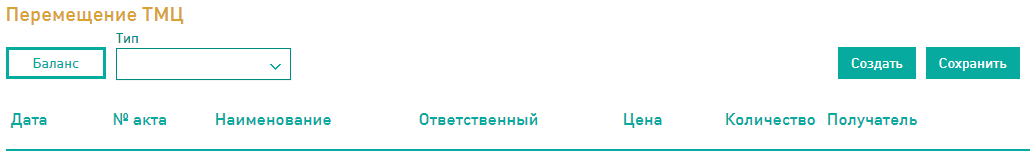 Перемещение ТМЦ
Тип
Баланс
Создать Сохранить
Дата № акта Наименование Ответственный Цена Количество Получатель